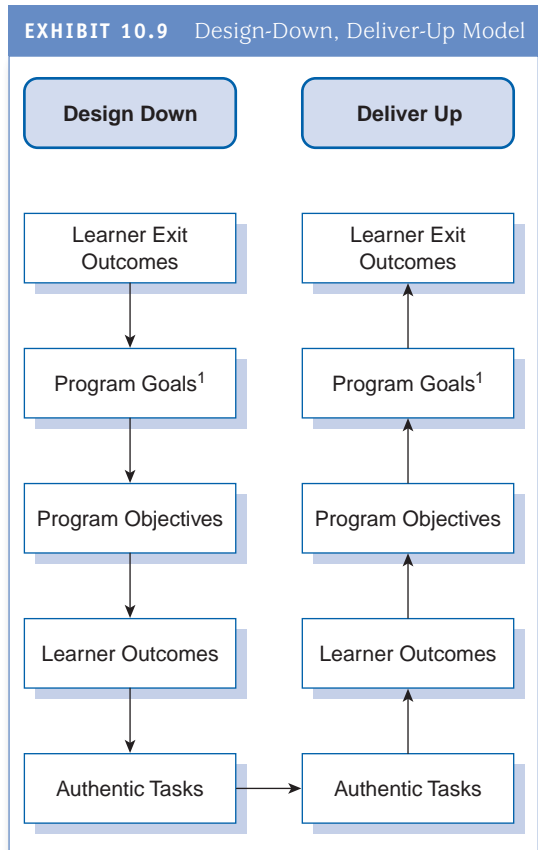 EXHIBIT 10.9 Design-Down, Deliver-Up Model
Design Down
Deliver Up
Learner Exit
Outcomes
Learner Exit
Outcomes
Program Goals¹
Program Goals¹
Program Objectives
Program Objectives
Learner Outcomes
Learner Outcomes
Authentic Tasks
Authentic Tasks